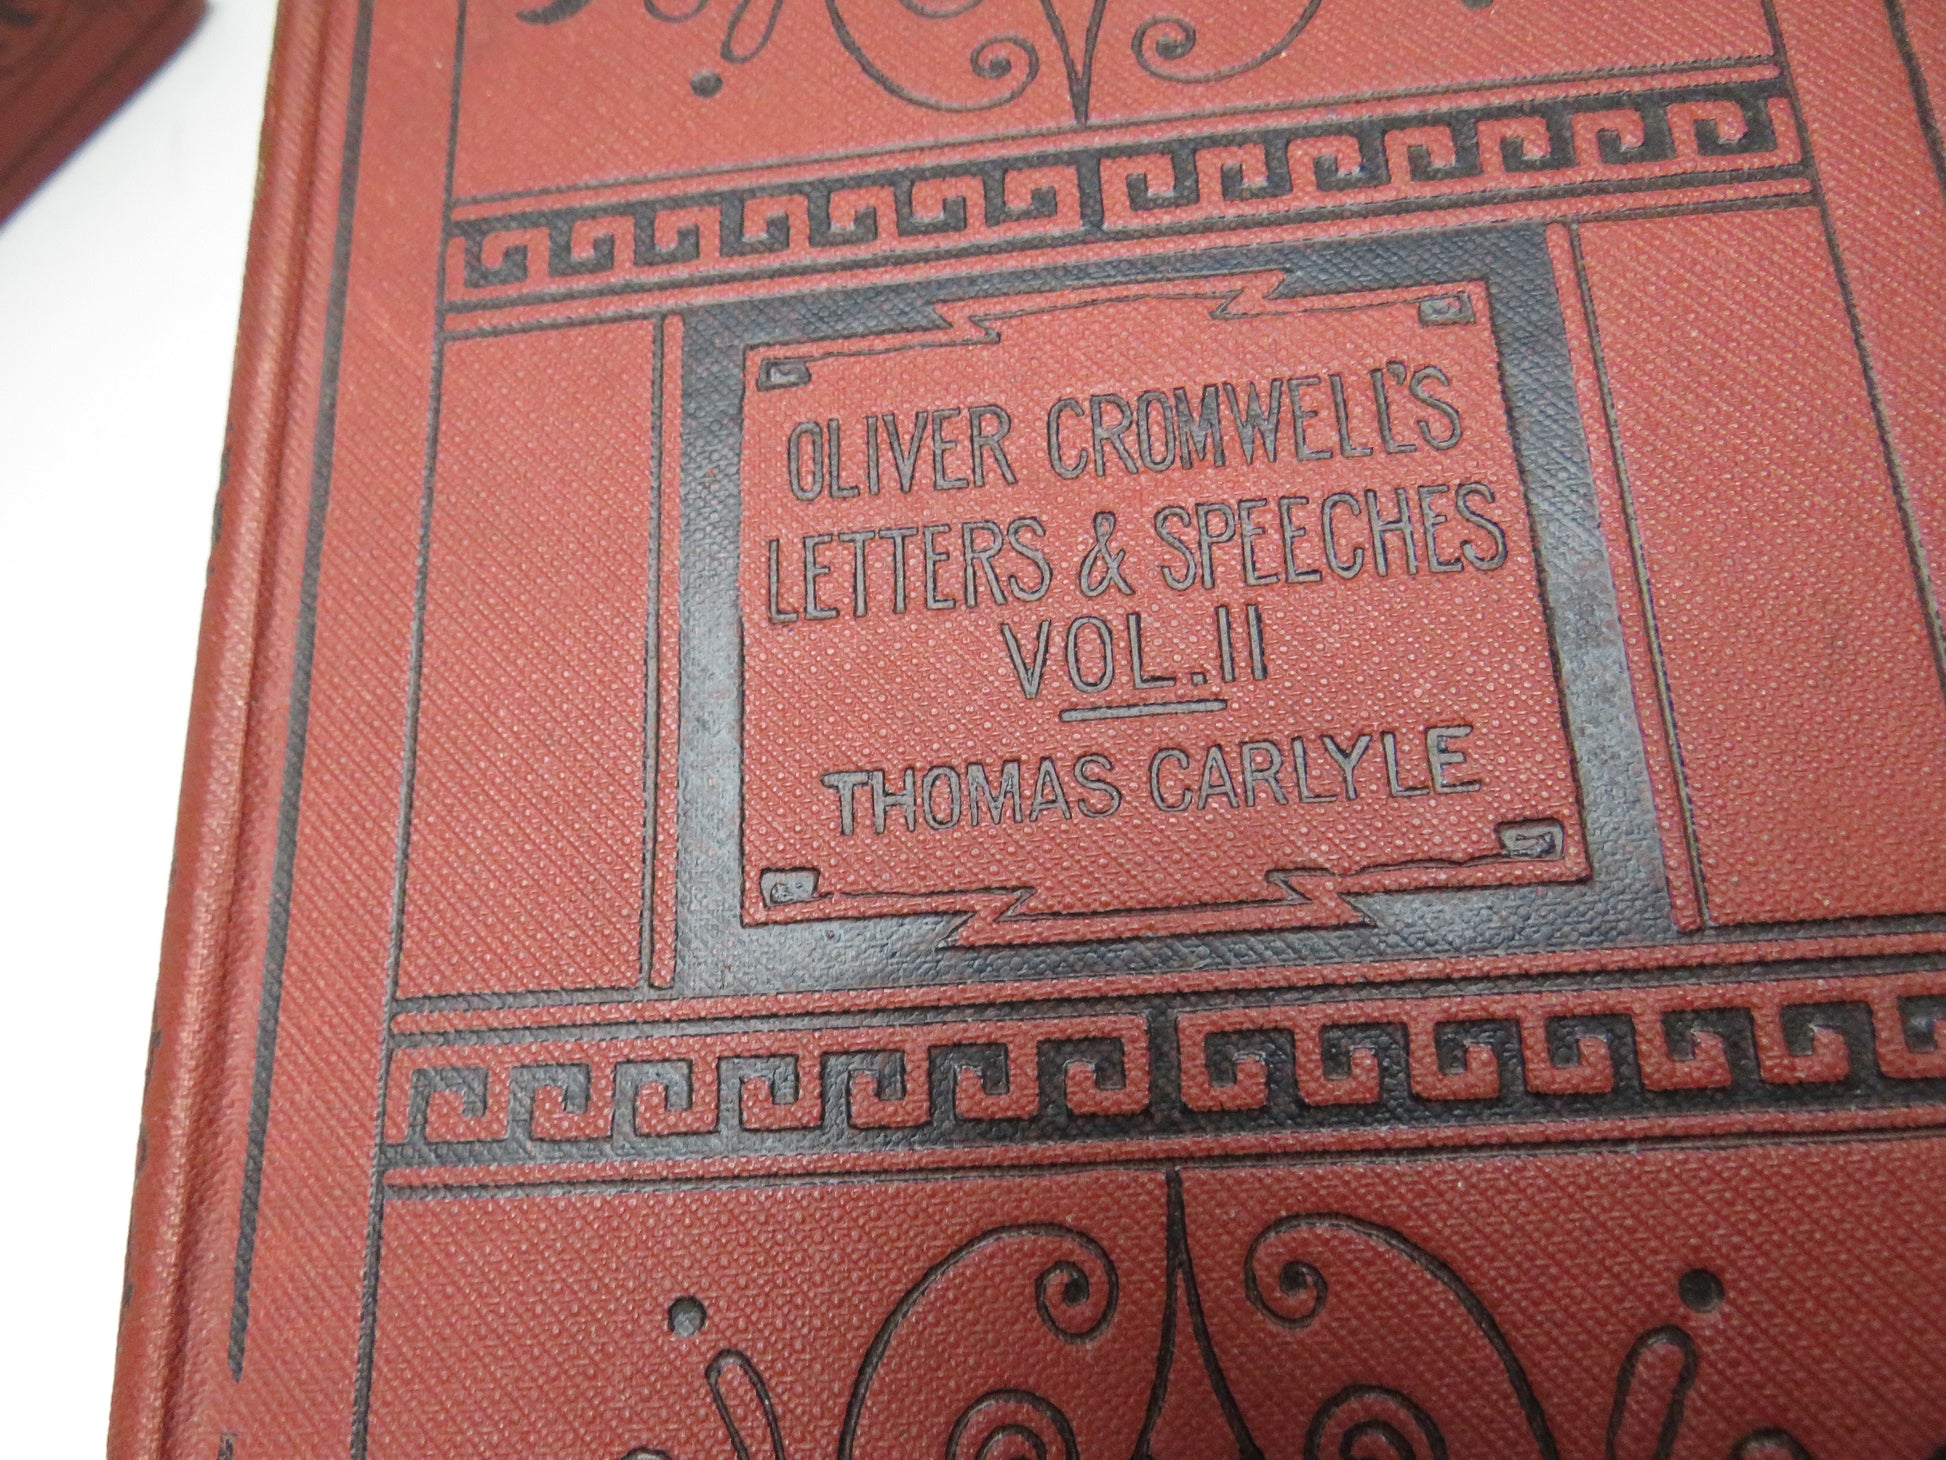 OLIVER CROMWELL'S
LETTERS & SPEECHES
VOL. II
THOMAS CARLYLE